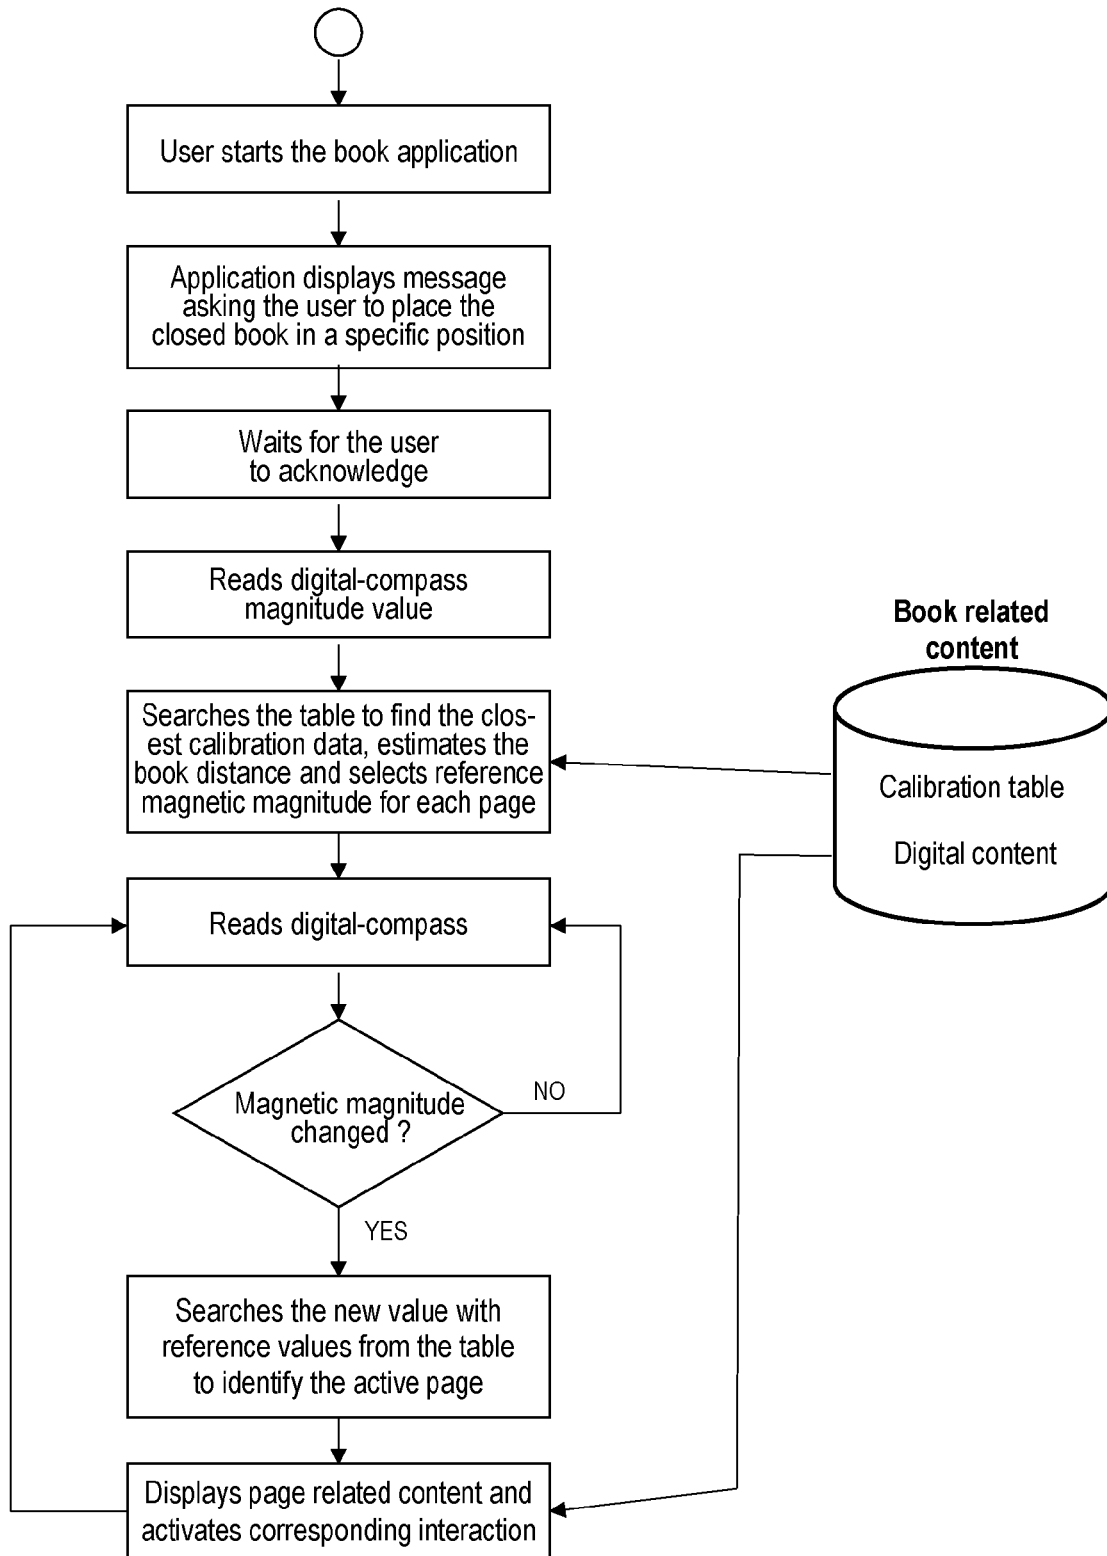 User starts the book application
Application displays message
asking the user to place the
closed book in a specific position
Waits for the user
to acknowledge
Reads digital-compass
magnitude value
Book related
content
Searches the table to find the clos-
est calibration data, estimates the
book distance and selects reference
magnetic magnitude for each page
Calibration table
Digital content
Reads digital-compass
Magnetic magnitude
changed ?
NO
YES
Searches the new value with
reference values from the table
to identify the active page
Displays page related content and
activates corresponding interaction